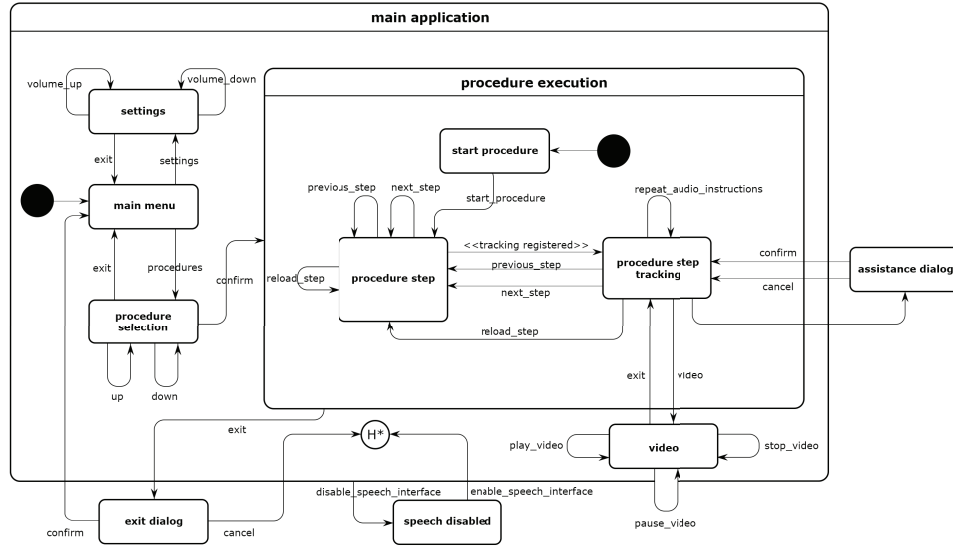 main application
volume_up
volume_down
settings
exit
settings
main menu
exit
procedures
confirm
procedure
selection
up
down
procedure execution
start procedure
start_procedure
previous_step
next_step
repeat_audio_instructions
<<tracking registered>>
previous_step
next_step
reload_step
procedure step
procedure step
tracking
reload_step
confirm
cancel
assistance dialog
exit
video
exit
H*
play_video
video
stop_video
pause_video
disable_speech_interface
enable_speech_interface
confirm
exit dialog
cancel
speech disabled